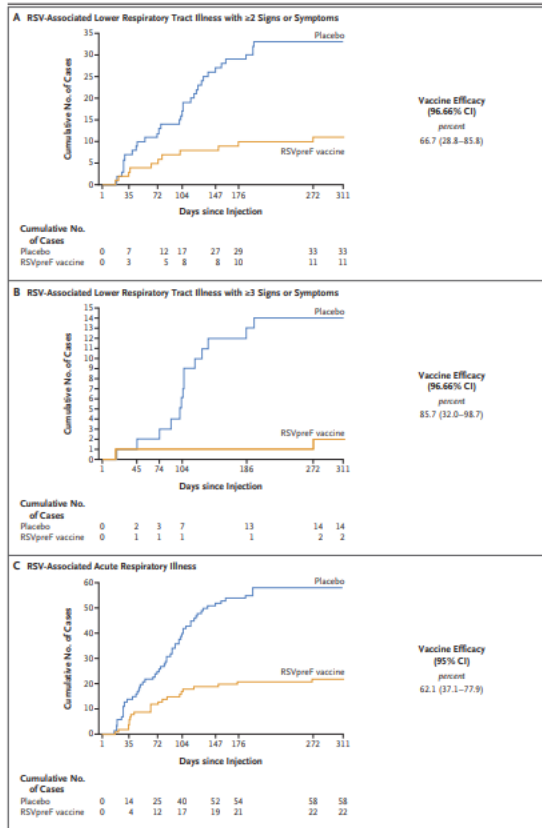 A RSV-Associated Lower Respiratory Tract Illness with ≥2 Signs or Symptoms
35
30
25
20
15
10
5
0
Cumulative No. of Cases
Placebo
RSVpreF vaccine
1 35 72 104 147 176 272 311
Days since Injection
Vaccine Efficacy
(96.66% CI)
percent
66.7 (28.8–85.8)
Cumulative No.
of Cases
Placebo 0 7 12 17 27 29 33 33
RSVpreF vaccine 0 3 5 8 8 10 11 11
B RSV-Associated Lower Respiratory Tract Illness with ≥3 Signs or Symptoms
15
14
13
12
11
10
9
8
7
6
5
4
3
2
1
0
Cumulative No. of Cases
Placebo
RSVpreF vaccine
1 45 74 104 186 272 311
Days since Injection
Vaccine Efficacy
(96.66% CI)
percent
85.7 (32.0–98.7)
Cumulative No.
of Cases
Placebo 0 2 3 7 13 14 14
RSVpreF vaccine 0 1 1 1 1 2 2
C RSV-Associated Acute Respiratory Illness
60
50
40
30
20
10
0
Cumulative No. of Cases
Placebo
RSVpreF vaccine
1 35 72 104 147 176 272 311
Days since Injection
Vaccine Efficacy
(95% CI)
percent
62.1 (37.1–77.9)
Cumulative No.
of Cases
Placebo 0 14 25 40 52 54 58 58
RSVpreF vaccine 0 4 12 17 19 21 22 22